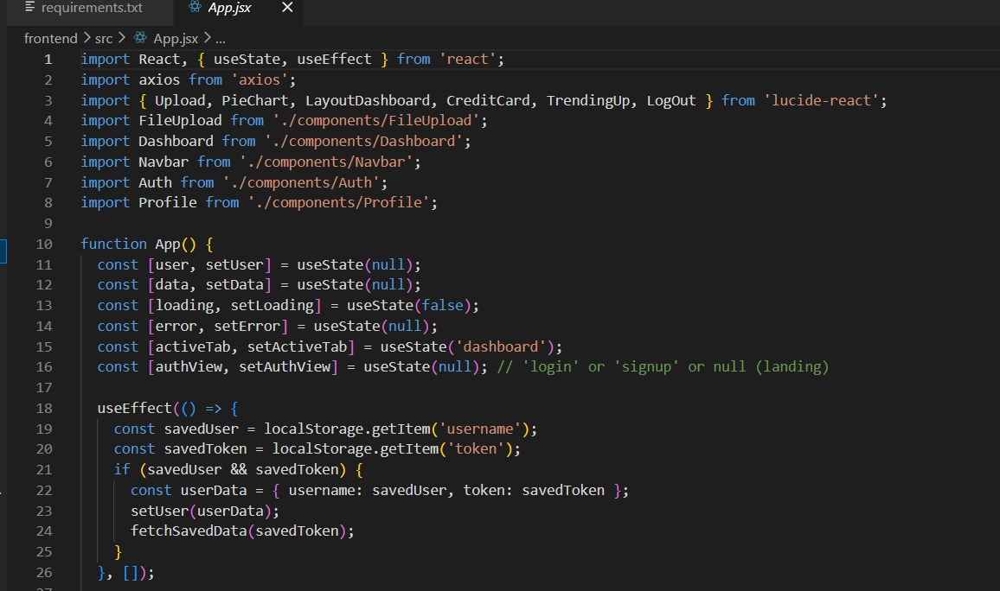 requirements.txt App.jsx
frontend > src > App.jsx > ...
1 import React, { useState, useEffect } from 'react';
2 import axios from 'axios';
3 import { Upload, PieChart, LayoutDashboard, CreditCard, TrendingUp, LogOut } from 'lucide-react';
4 import FileUpload from './components/FileUpload';
5 import Dashboard from './components/Dashboard';
6 import Navbar from './components/Navbar';
7 import Auth from './components/Auth';
8 import Profile from './components/Profile';
9
10 function App() {
11   const [user, setUser] = useState(null);
12   const [data, setData] = useState(null);
13   const [loading, setLoading] = useState(false);
14   const [error, setError] = useState(null);
15   const [activeTab, setActiveTab] = useState('dashboard');
16   const [authView, setAuthView] = useState(null); // 'login' or 'signup' or null (landing)
17
18   useEffect(() => {
19     const savedUser = localStorage.getItem('username');
20     const savedToken = localStorage.getItem('token');
21     if (savedUser && savedToken) {
22       const userData = { username: savedUser, token: savedToken };
23       setUser(userData);
24       fetchSavedData(savedToken);
25     }
26   }, []);